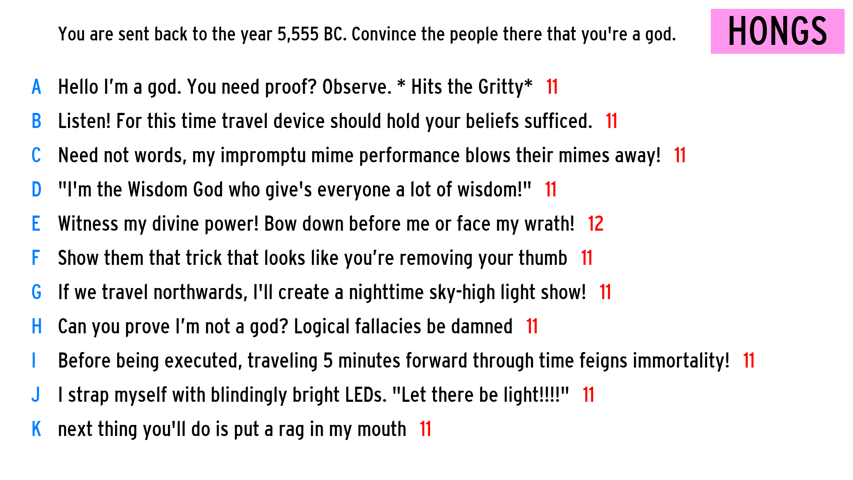 You are sent back to the year 5,555 BC. Convince the people there that you're a god.
HONGS
A Hello I’m a god. You need proof? Observe. * Hits the Gritty* 11
B Listen! For this time travel device should hold your beliefs sufficed. 11
C Need not words, my impromptu mime performance blows their mimes away! 11
D "I'm the Wisdom God who give's everyone a lot of wisdom!" 11
E Witness my divine power! Bow down before me or face my wrath! 12
F Show them that trick that looks like you’re removing your thumb 11
G If we travel northwards, I'll create a nighttime sky-high light show! 11
H Can you prove I’m not a god? Logical fallacies be damned 11
I Before being executed, traveling 5 minutes forward through time feigns immortality! 11
J I strap myself with blindingly bright LEDs. "Let there be light!!!!" 11
K next thing you'll do is put a rag in my mouth 11